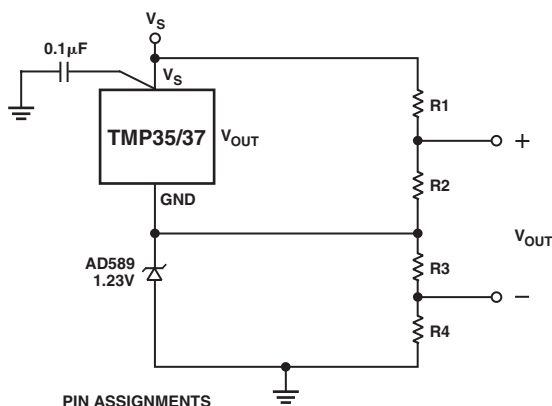 V_S
0.1µF
V_S
R1
TMP35/37
V_OUT
+
R2
GND
V_OUT
AD589
1.23V
R3
−
R4
PIN ASSIGNMENTS